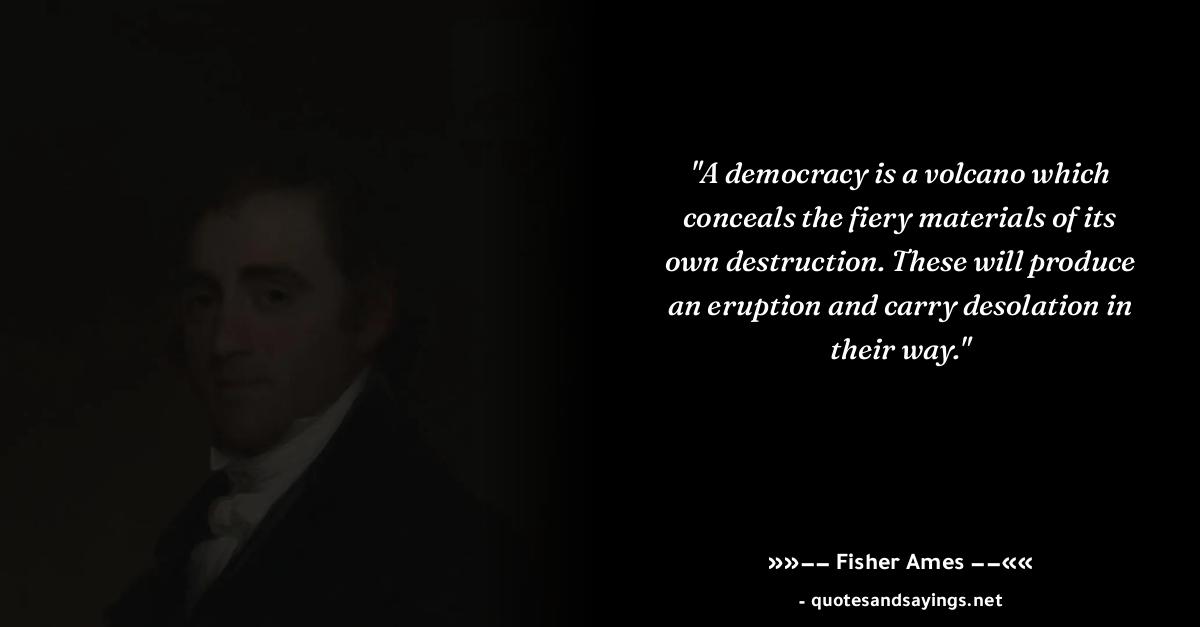 "A democracy is a volcano which
conceals the fiery materials of its
own destruction. These will produce
an eruption and carry desolation in
their way."
»»–– Fisher Ames ––««
- quotesandsayings.net